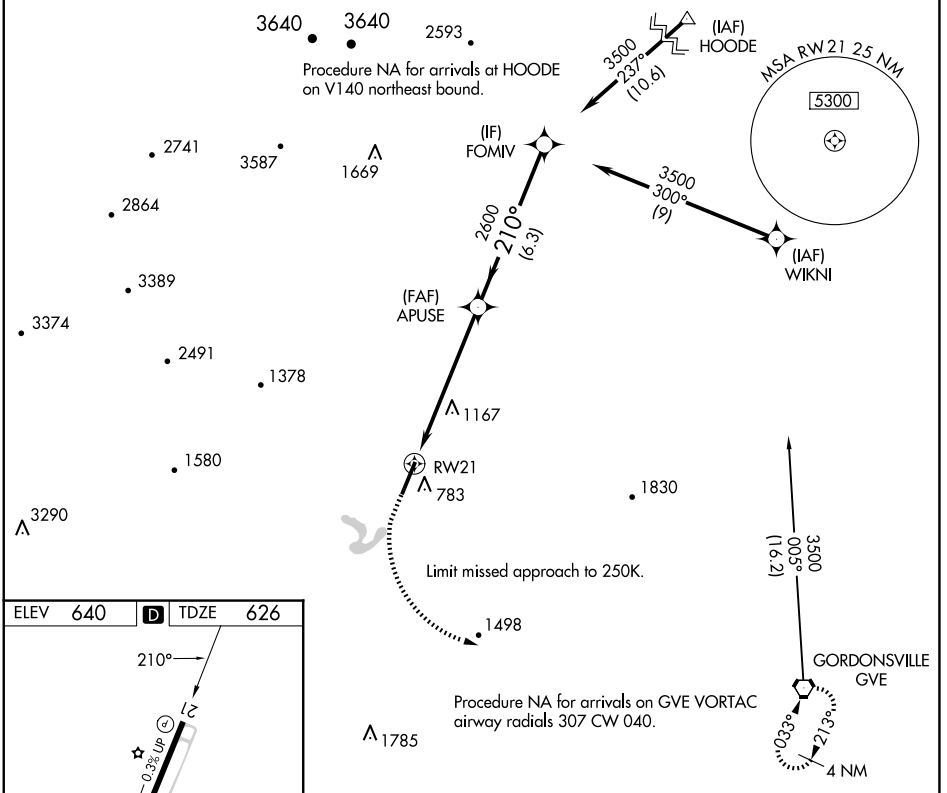 3640
3640
2593
(IAF)
HOODE
3500
237°
(10.6)
MSA RW21 25 NM
5300
Procedure NA for arrivals at HOODE
on V140 northeast bound.
(IF)
FOMIV
2741
3587
1669
3500
300°
(9)
2864
2600
210°
(6.3)
(IAF)
WIKNI
3389
(FAF)
APUSE
3374
2491
1378
1167
1580
RW21
783
1830
3290
3500
005°
(16.2)
Limit missed approach to 250K.
ELEV 640 D TDZE 626
1498
210°
GORDONSVILLE
GVE
21
Procedure NA for arrivals on GVE VORTAC
airway radials 307 CW 040.
033°
213°
P
0.3% UP
1785
4 NM